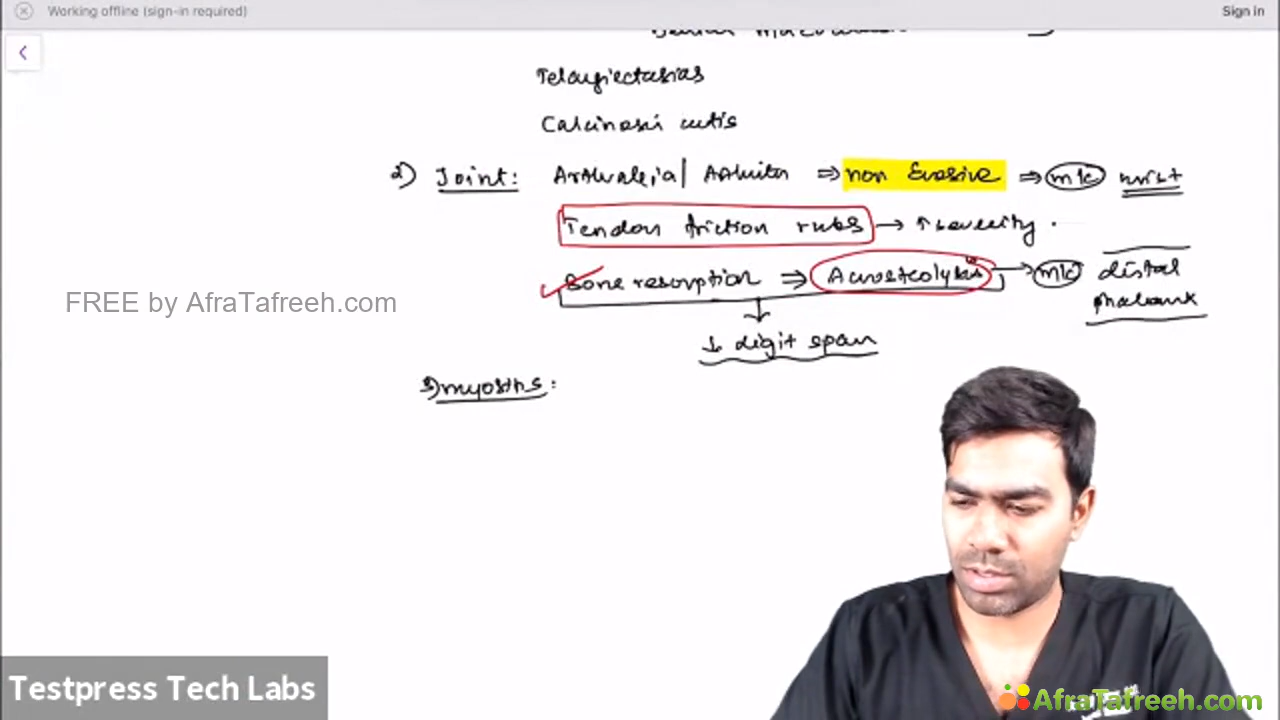 Working offline (sign-in required)
Sign in
Telangiectasias
Calcinosis cutis
2) Joint: Arthralgia/ Arthritis ⇒ non Erosive ⇒ m/c wrist
Tendon friction rubs → ↑ severity.
Bone resorption ⇒ Acroosteolysis → m/c distal
phalanx
FREE by AfraTafreeh.com
↓ digit span
3) myositis:
Testpress Tech Labs
AfraTafreeh.com